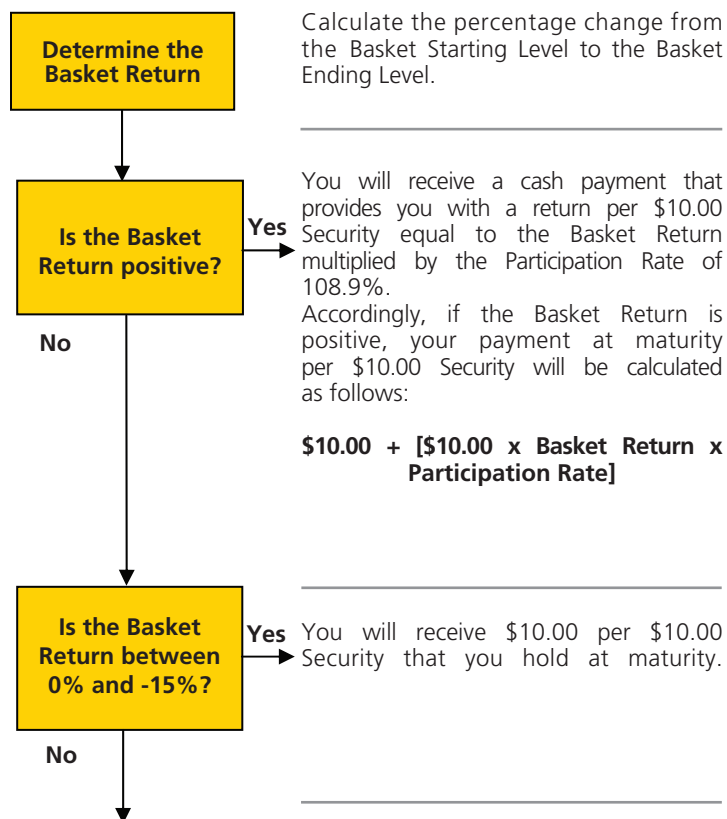 Determine the
Basket Return
Calculate the percentage change from
the Basket Starting Level to the Basket
Ending Level.
Is the Basket
Return positive?
Yes
You will receive a cash payment that
provides you with a return per $10.00
Security equal to the Basket Return
multiplied by the Participation Rate of
108.9%.
Accordingly, if the Basket Return is
positive, your payment at maturity
per $10.00 Security will be calculated
as follows:
$10.00 + [$10.00 x Basket Return x
Participation Rate]
No
Is the Basket
Return between
0% and -15%?
Yes
You will receive $10.00 per $10.00
Security that you hold at maturity.
No